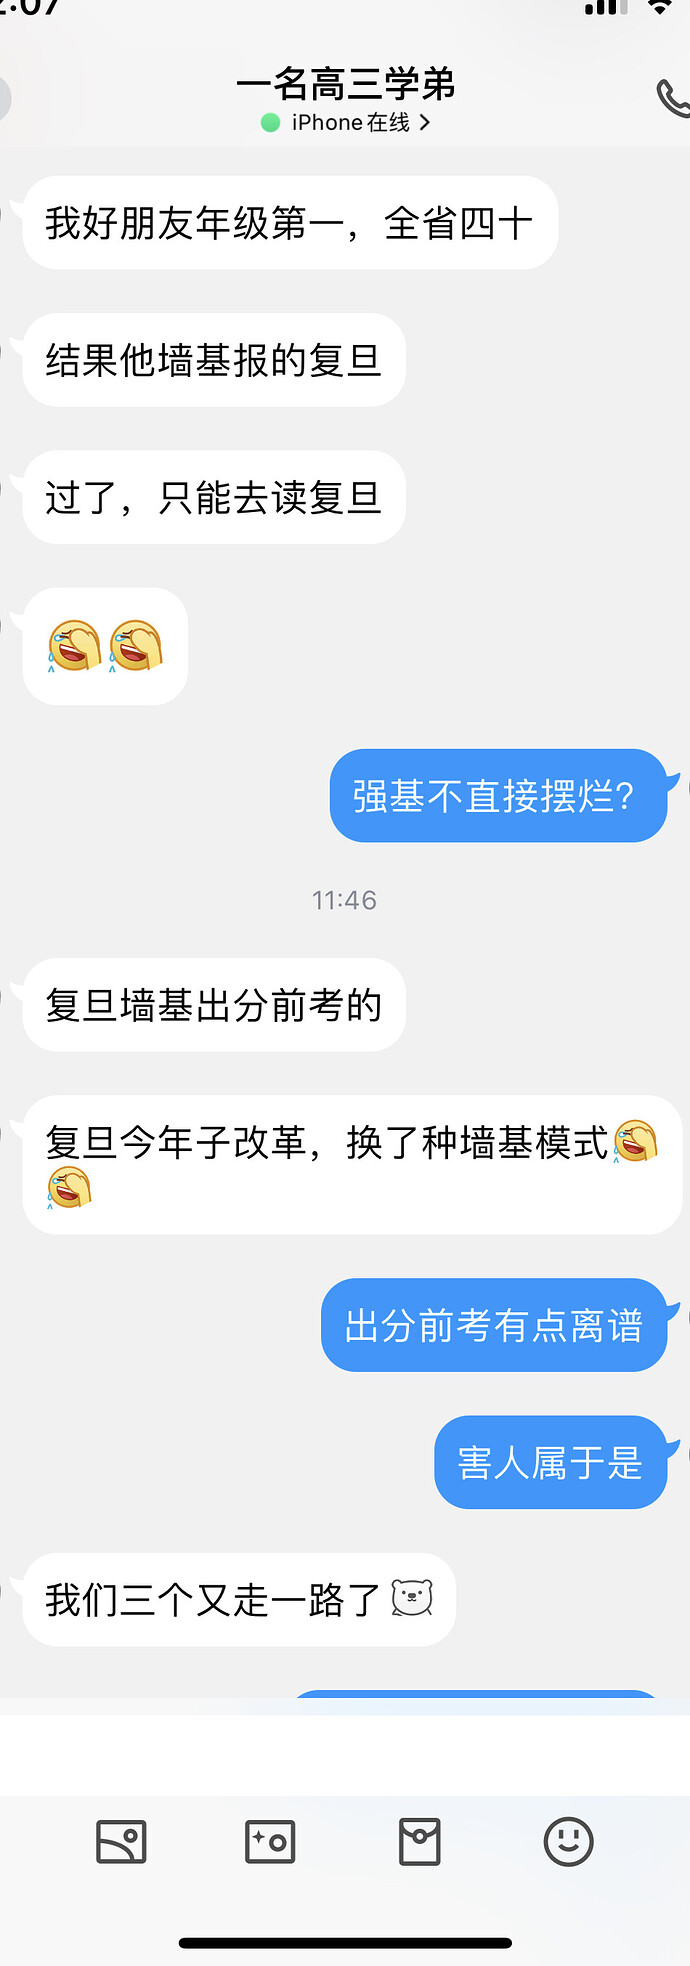 一名高三学弟
iPhone在线
我好朋友年级第一，全省四十
结果他墙基报的复旦
过了，只能去读复旦
强基不直接摆烂?
11:46
复旦墙基出分前考的
复旦今年子改革，换了种墙基模式
出分前考有点离谱
害人属于是
我们三个又走一路了